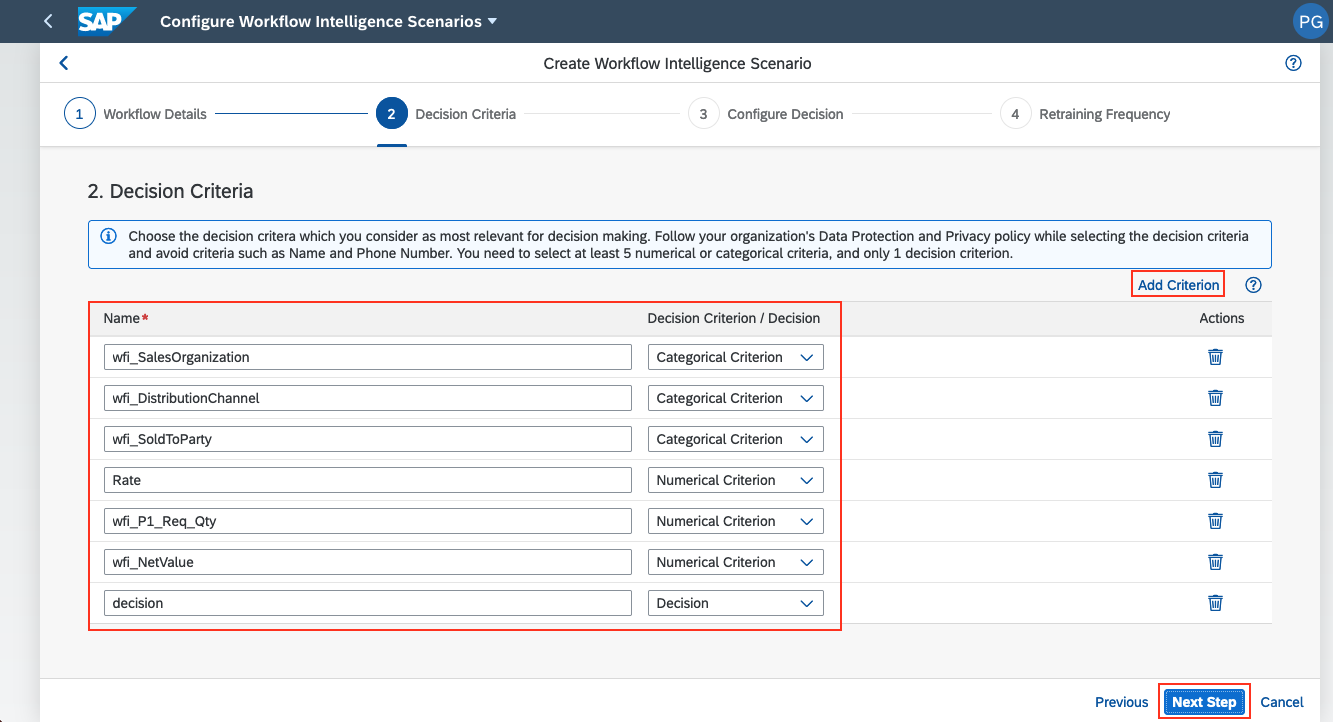 SAP Configure Workflow Intelligence Scenarios PG
Create Workflow Intelligence Scenario ?
1 Workflow Details 2 Decision Criteria 3 Configure Decision 4 Retraining Frequency
2. Decision Criteria
Choose the decision critera which you consider as most relevant for decision making. Follow your organization's Data Protection and Privacy policy while selecting the decision criteria
and avoid criteria such as Name and Phone Number. You need to select at least 5 numerical or categorical criteria, and only 1 decision criterion.
Add Criterion ?
Name* Decision Criterion / Decision Actions
wfi_SalesOrganization Categorical Criterion
wfi_DistributionChannel Categorical Criterion
wfi_SoldToParty Categorical Criterion
Rate Numerical Criterion
wfi_P1_Req_Qty Numerical Criterion
wfi_NetValue Numerical Criterion
decision Decision
Previous Next Step Cancel